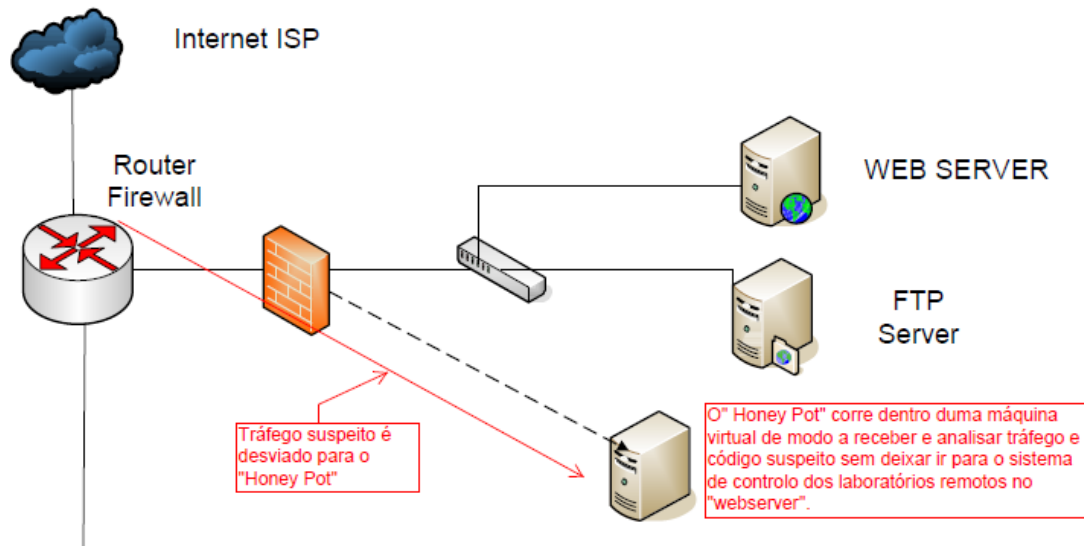 Internet ISP
Router
Firewall
WEB SERVER
FTP
Server
Tráfego suspeito é
desviado para o
"Honey Pot"
O" Honey Pot" corre dentro duma máquina
virtual de modo a receber e analisar tráfego e
código suspeito sem deixar ir para o sistema
de controlo dos laboratórios remotos no
"webserver".